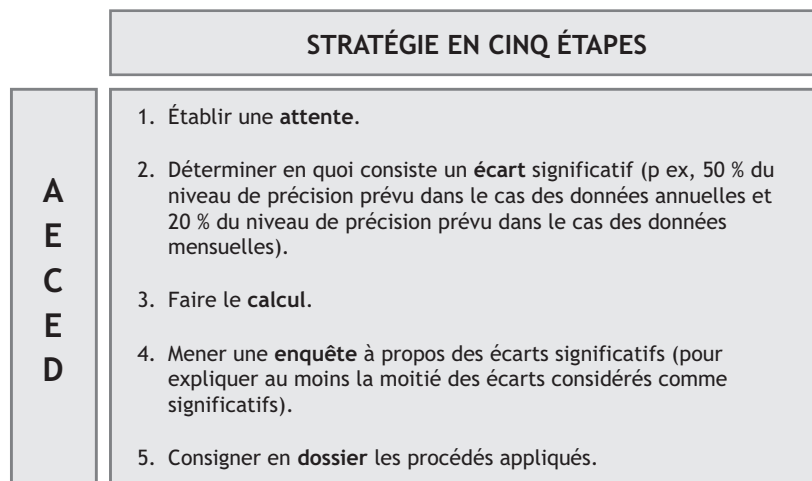 STRATÉGIE EN CINQ ÉTAPES
A
E
C
E
D
1. Établir une attente.
2. Déterminer en quoi consiste un écart significatif (p ex, 50 % du
niveau de précision prévu dans le cas des données annuelles et
20 % du niveau de précision prévu dans le cas des données
mensuelles).
3. Faire le calcul.
4. Mener une enquête à propos des écarts significatifs (pour
expliquer au moins la moitié des écarts considérés comme
significatifs).
5. Consigner en dossier les procédés appliqués.